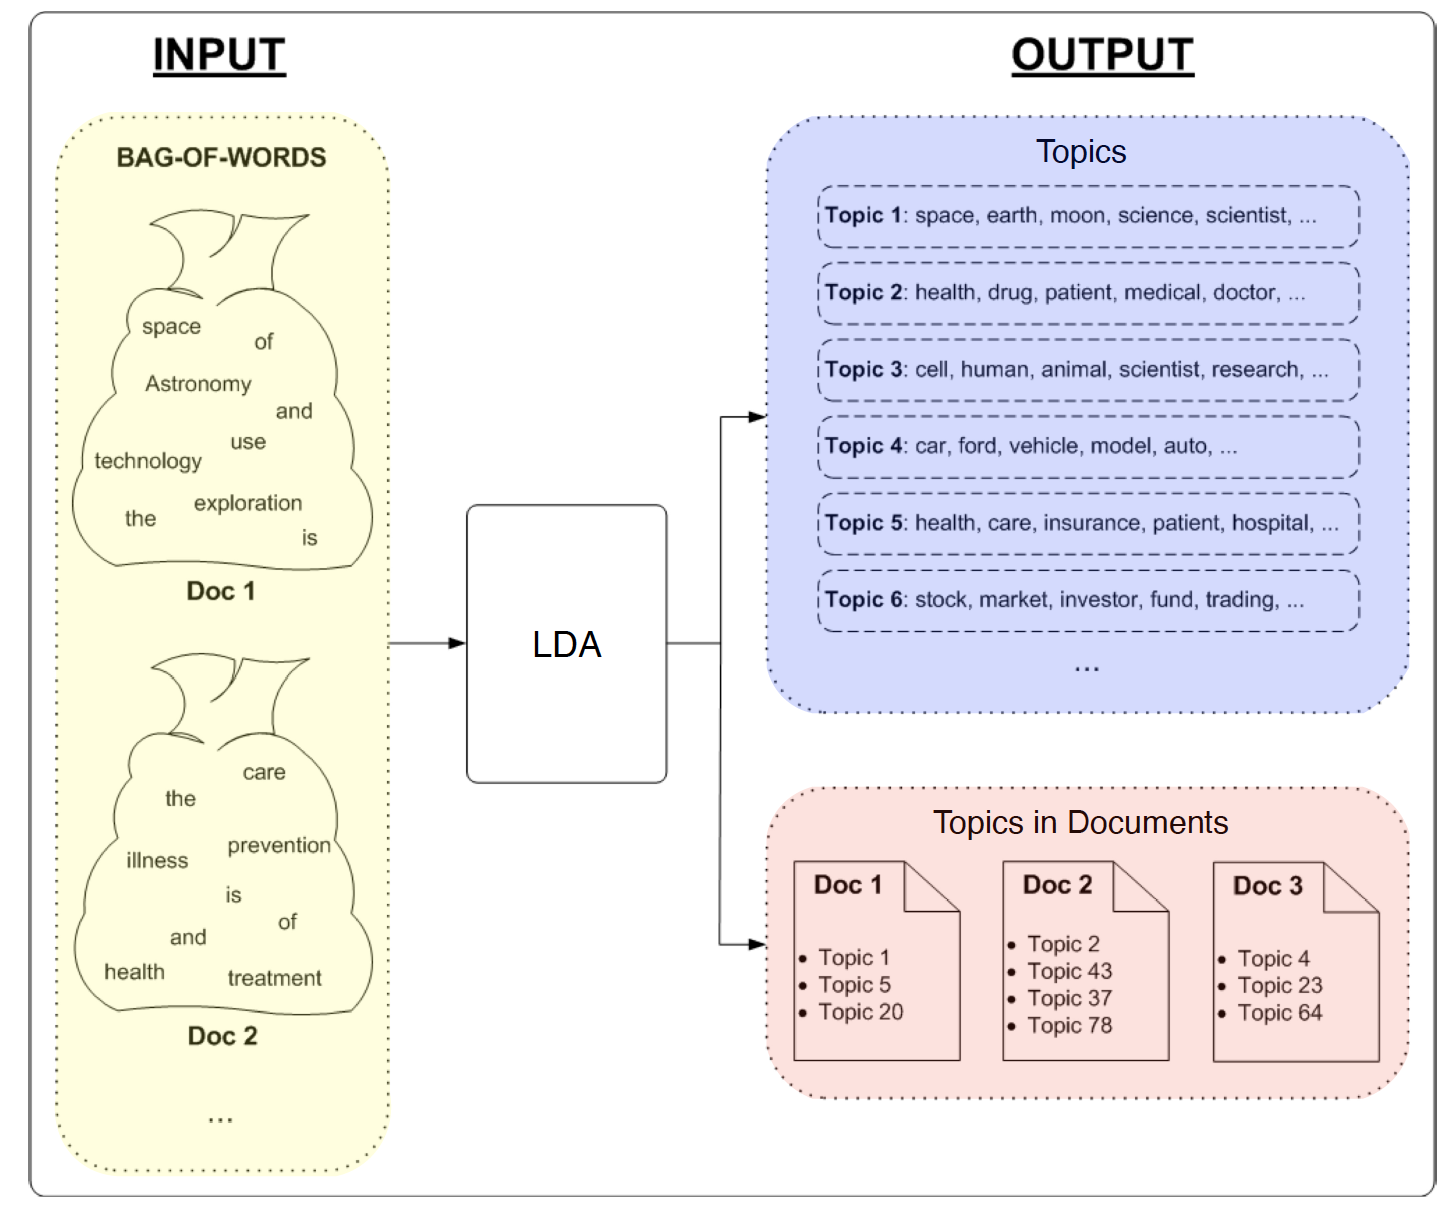 INPUT
BAG-OF-WORDS
space
of
Astronomy
and
use
technology
exploration
the
is
Doc 1
care
the
prevention
illness
is
of
and
health
treatment
Doc 2
...
LDA
OUTPUT
Topics
Topic 1: space, earth, moon, science, scientist, ...
Topic 2: health, drug, patient, medical, doctor, ...
Topic 3: cell, human, animal, scientist, research, ...
Topic 4: car, ford, vehicle, model, auto, ...
Topic 5: health, care, insurance, patient, hospital, ...
Topic 6: stock, market, investor, fund, trading, ...
...
Topics in Documents
Doc 1
• Topic 1
• Topic 5
• Topic 20
Doc 2
• Topic 2
• Topic 43
• Topic 37
• Topic 78
Doc 3
• Topic 4
• Topic 23
• Topic 64